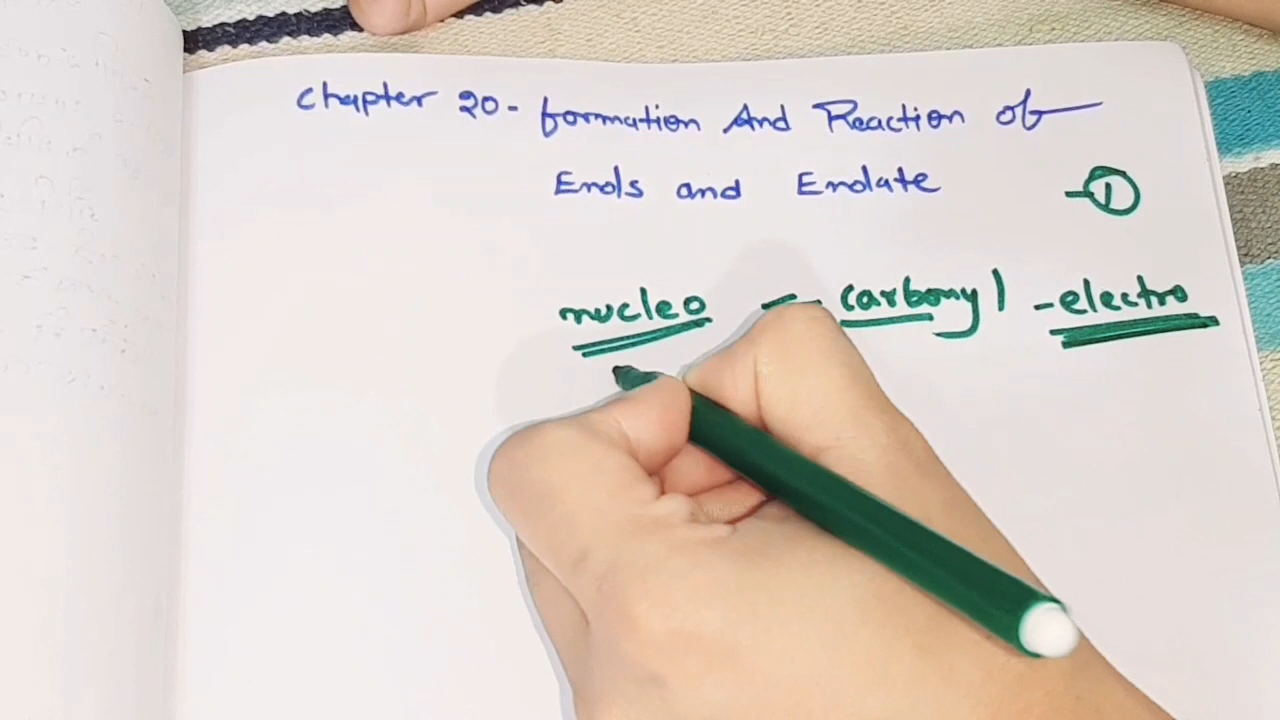 Chapter 20 - formation And Reaction of
Enols and Enolate
1
nucleo - carbonyl - electro